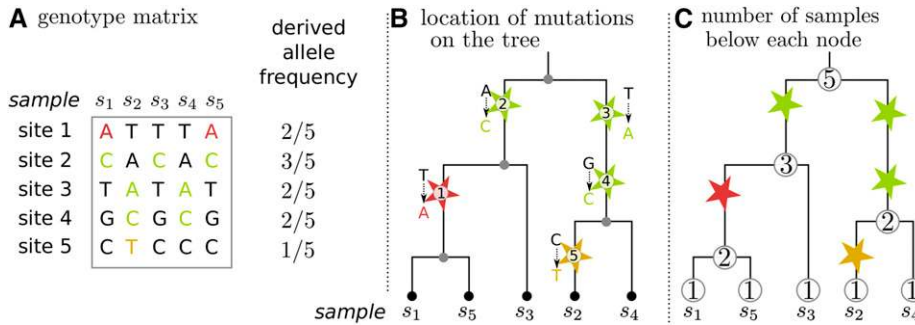 A genotype matrix
derived
allele
frequency
sample s1 s2 s3 s4 s5
site 1 A T T T A 2/5
site 2 C A C A C 3/5
site 3 T A T A T 2/5
site 4 G C G C G 2/5
site 5 C T C C C 1/5
B location of mutations
on the tree
A 2 C
T 3 A
T 1 A
G 4 C
C 5 T
sample s1 s5 s3 s2 s4
C number of samples
below each node
5
3
2
2
1 1 1 1 1
s1 s5 s3 s2 s4